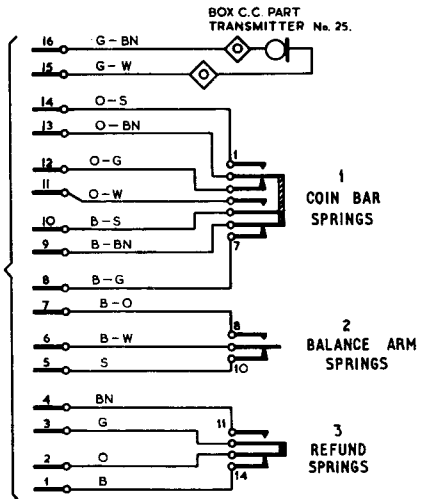 BOX C.C. PART
TRANSMITTER No. 25.
16 G-BN
15 G-W
14 O-S
13 O-BN
1
12 O-G
11 O-W
10 B-S
9 B-BN
7
8 B-G
1
COIN BAR
SPRINGS
7 B-O
8
6 B-W
5 S
10
2
BALANCE ARM
SPRINGS
4 BN
11
3 G
2 O
14
1 B
3
REFUND
SPRINGS